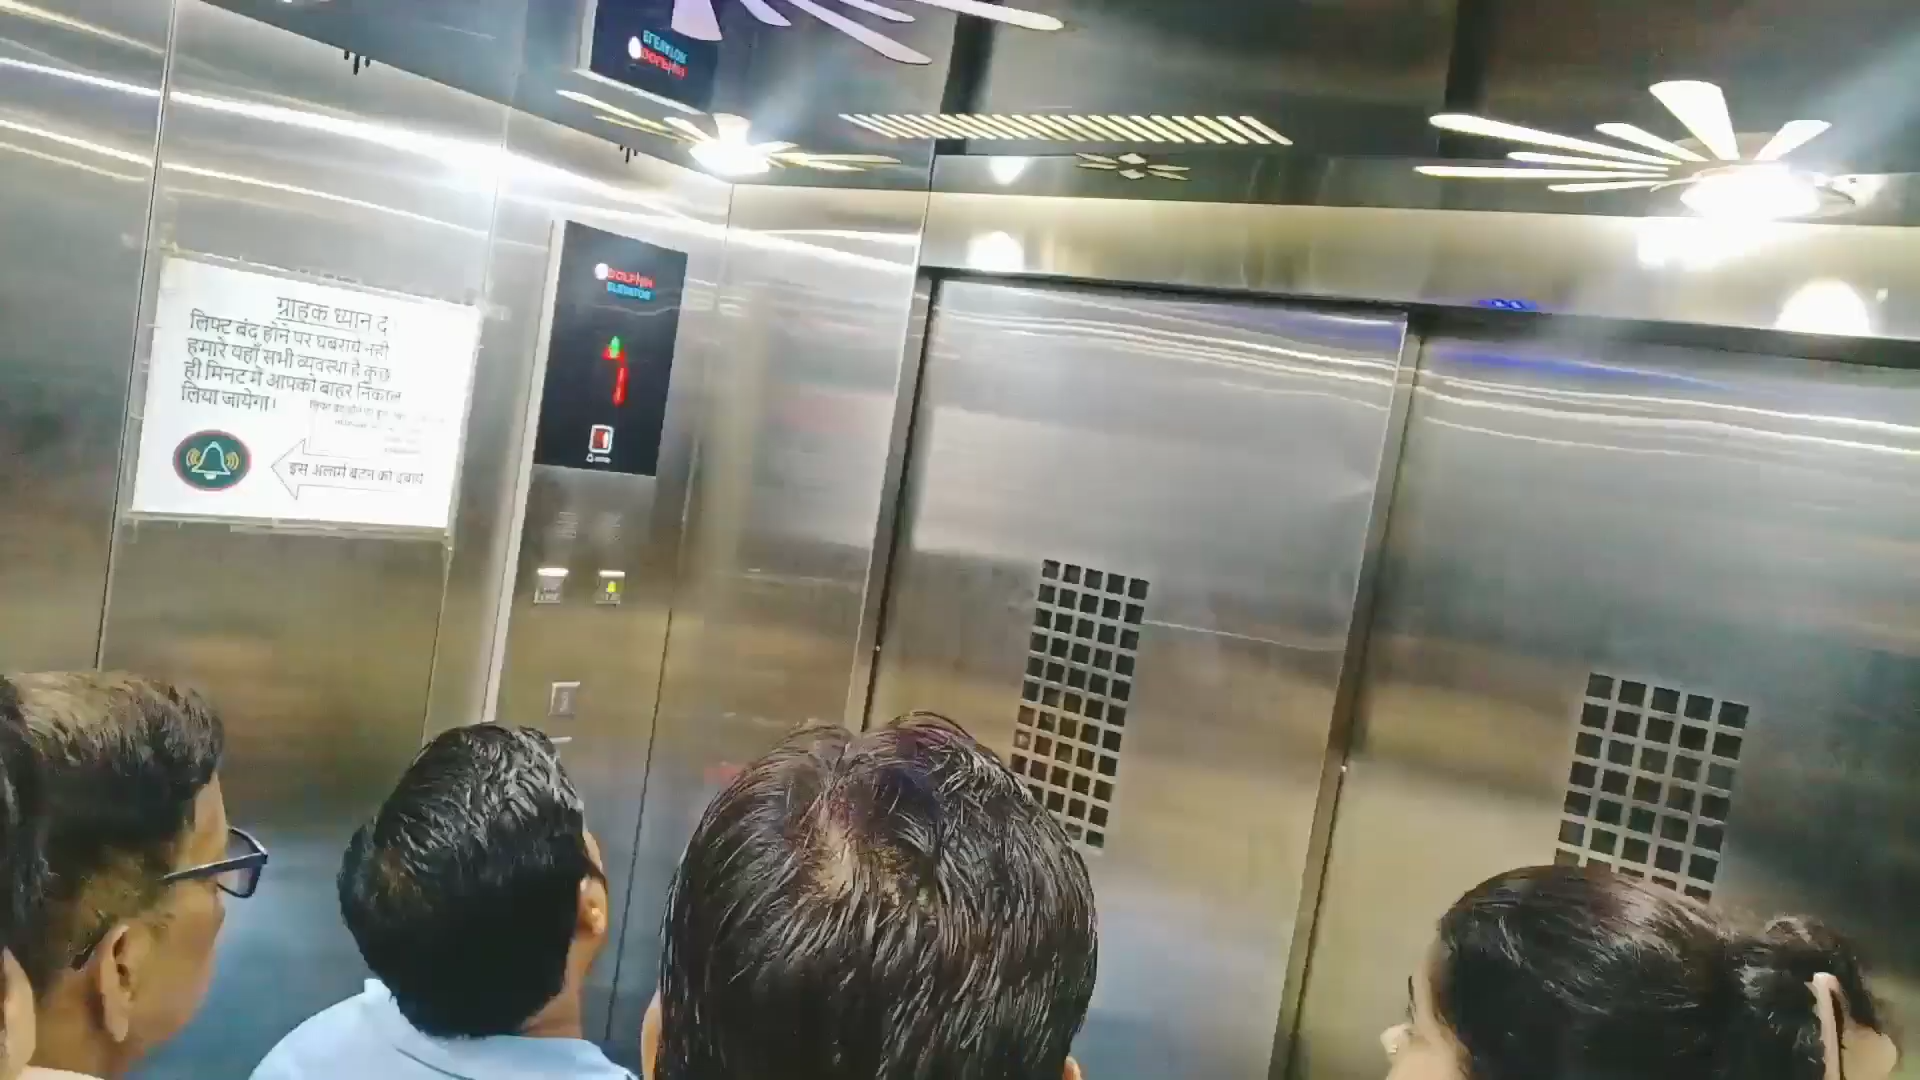 ग्राहक ध्यान द
लिफ्ट बंद होने पर घबराये नही
हमारे यहाँ सभी व्यवस्था है कुछ
ही मिनट में आपको बाहर निकाल
लिया जायेगा।
इस अलार्म बटन को दबाये
DOLPHIN
ELEVATOR